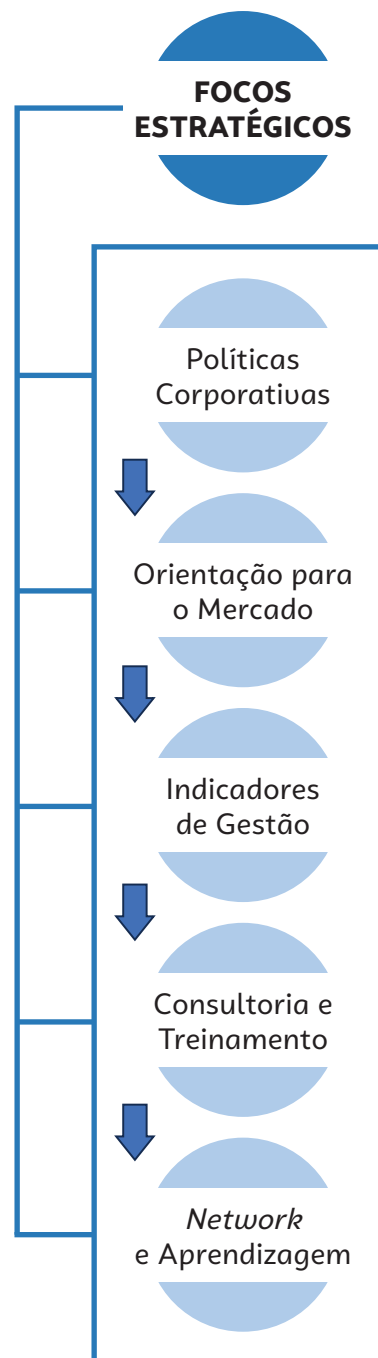 FOCOS
ESTRATÉGICOS
Políticas
Corporativas
Orientação para
o Mercado
Indicadores
de Gestão
Consultoria e
Treinamento
Network
e Aprendizagem